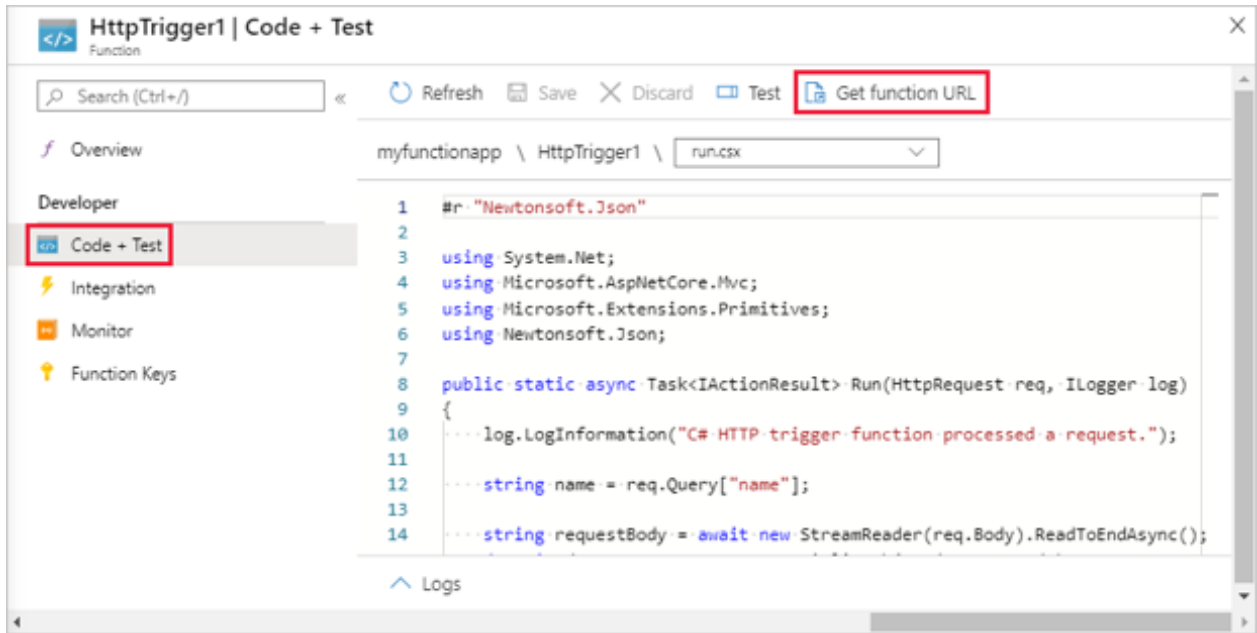 HttpTrigger1 | Code + Test
Function
Search (Ctrl+/)
Overview
Developer
Code + Test
Integration
Monitor
Function Keys
Refresh Save Discard Test Get function URL
myfunctionapp \ HttpTrigger1 \ run.csx
1 #r "Newtonsoft.Json"
2
3 using System.Net;
4 using Microsoft.AspNetCore.Mvc;
5 using Microsoft.Extensions.Primitives;
6 using Newtonsoft.Json;
7
8 public static async Task<IActionResult> Run(HttpRequest req, ILogger log)
9 {
10 log.LogInformation("C# HTTP trigger function processed a request.");
11
12 string name = req.Query["name"];
13
14 string requestBody = await new StreamReader(req.Body).ReadToEndAsync();
Logs